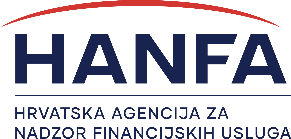 HANFA
HRVATSKA AGENCIJA ZA
NADZOR FINANCIJSKIH USLUGA